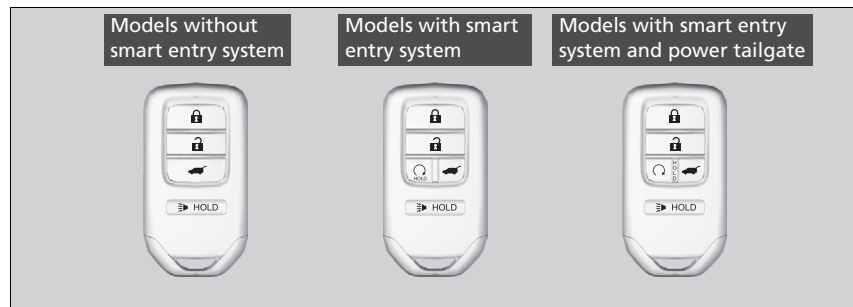 Models without
smart entry system
Models with smart
entry system
Models with smart entry
system and power tailgate
HOLD
HOLD
HOLD
HOLD
HOLD